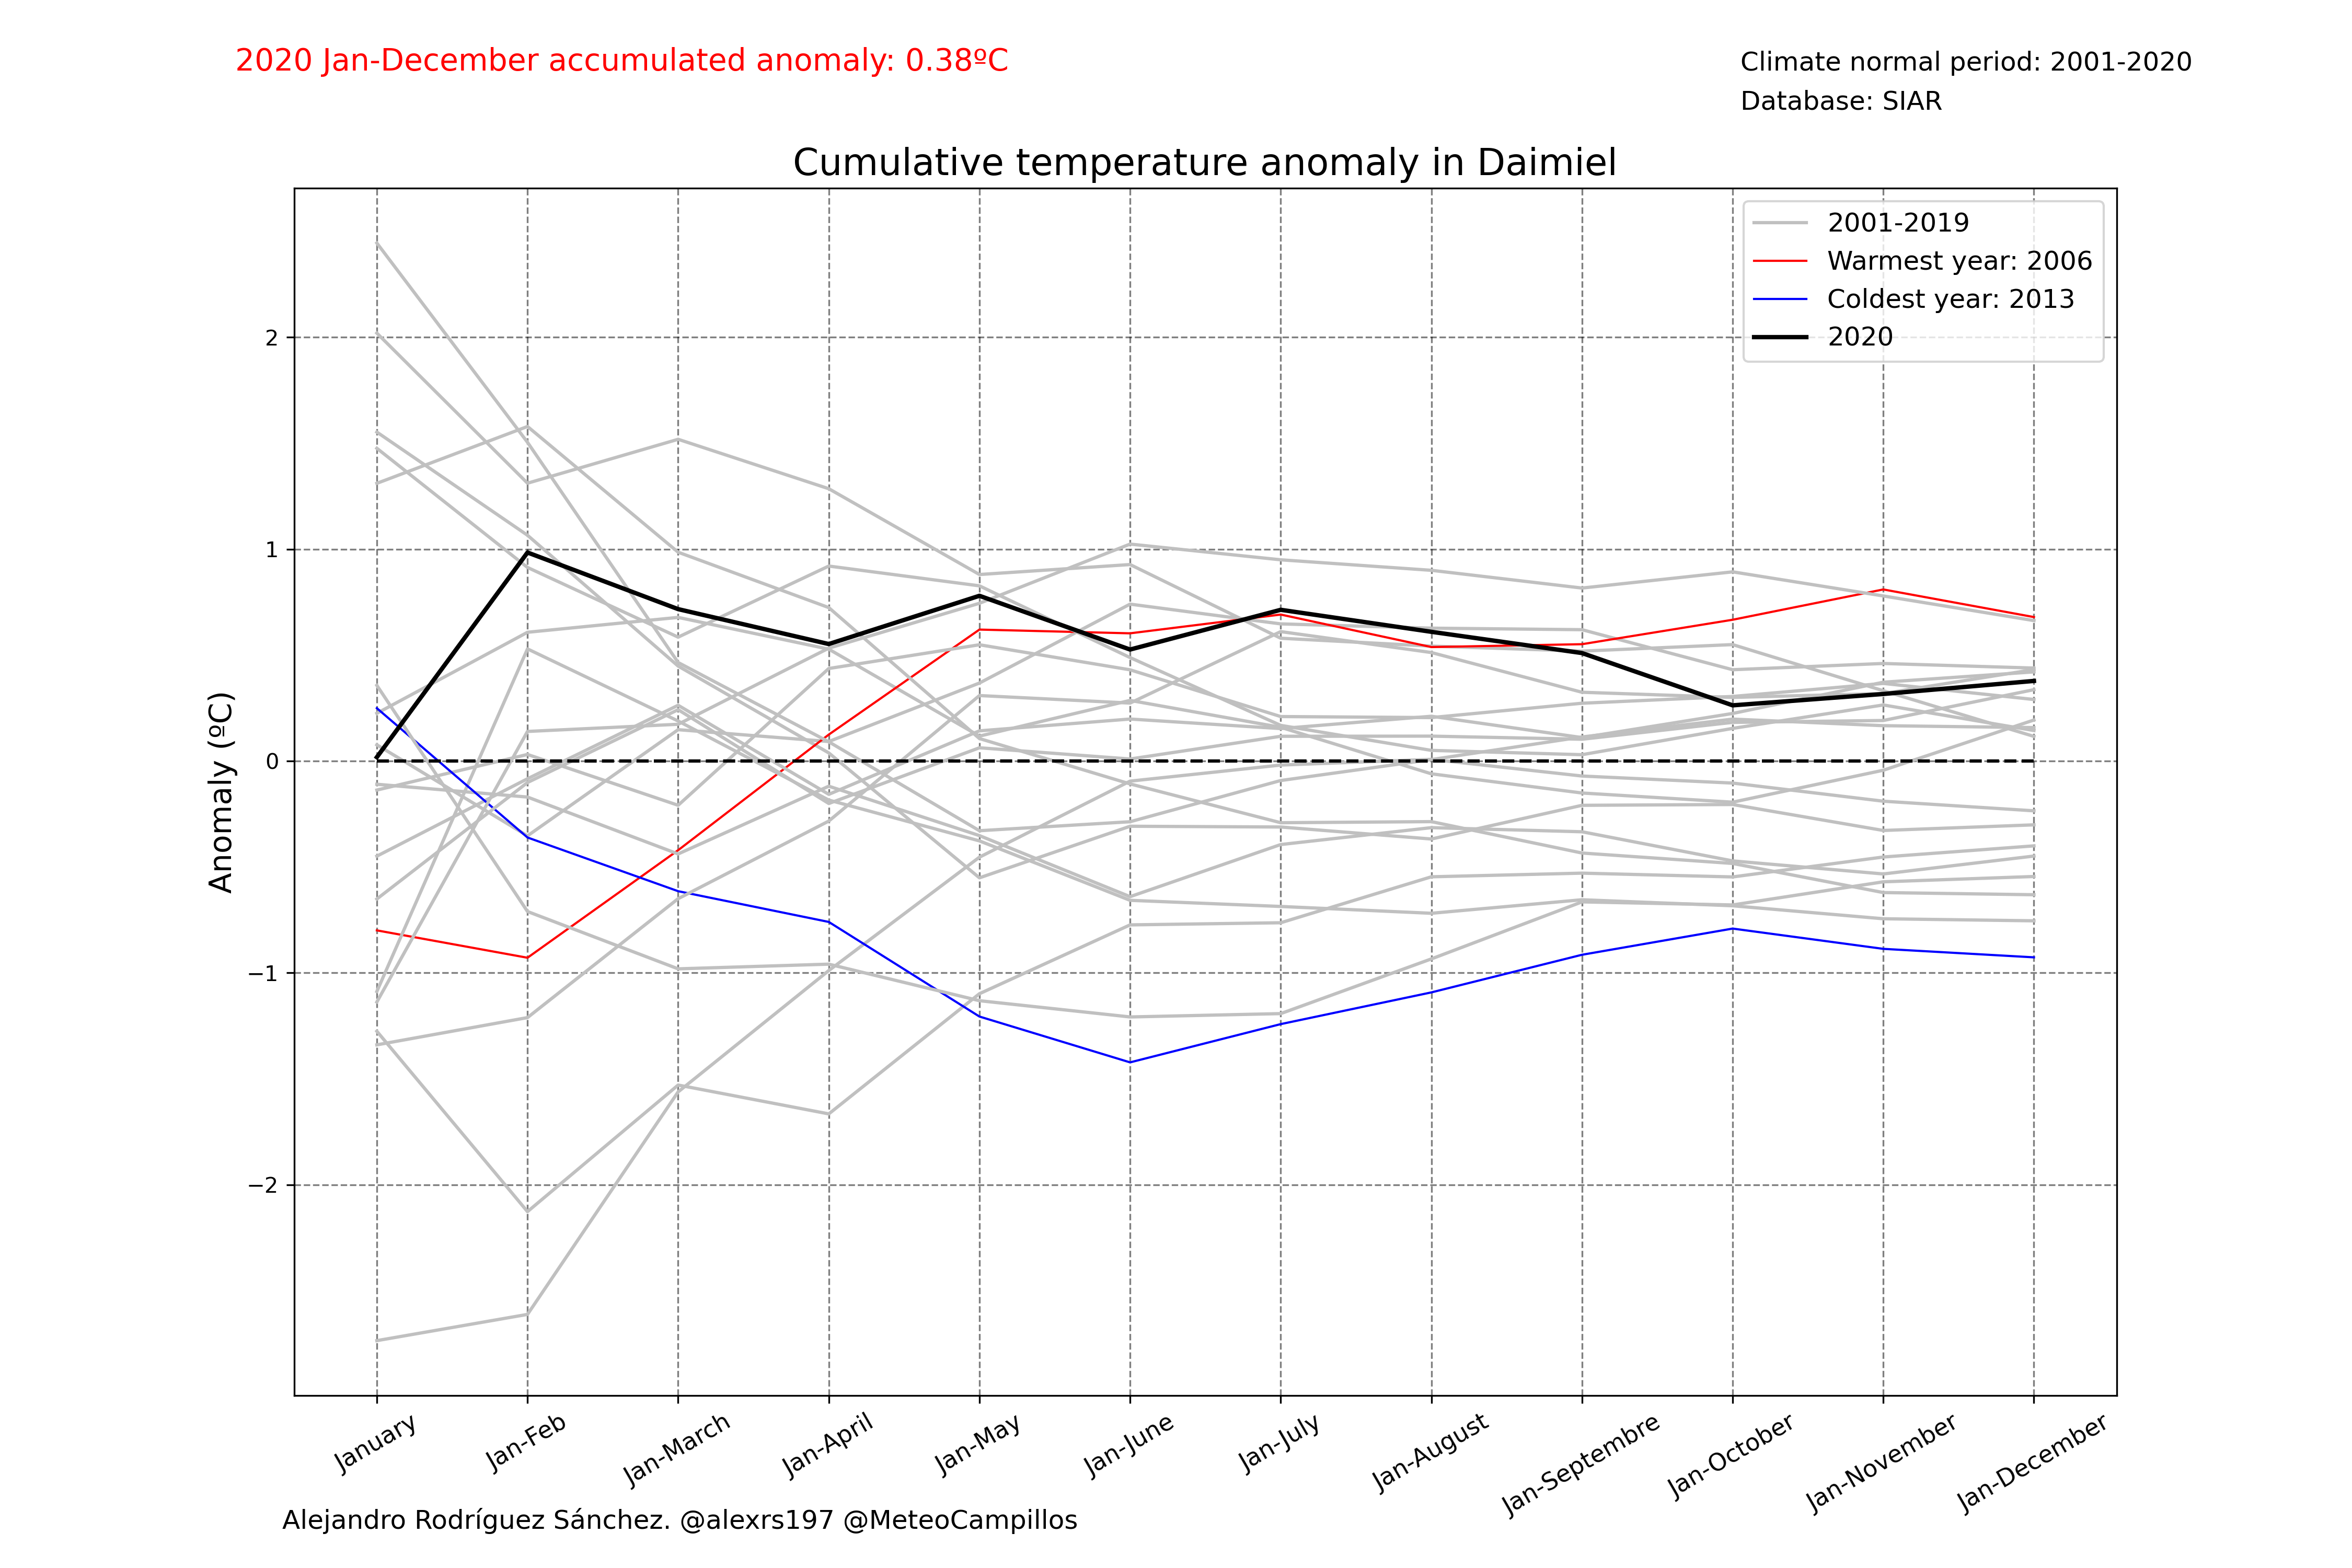 2020 Jan-December accumulated anomaly: 0.38ºC
Climate normal period: 2001-2020
Database: SIAR
Cumulative temperature anomaly in Daimiel
2001-2019
Warmest year: 2006
Coldest year: 2013
2020
Anomaly (ºC)
2
1
0
−1
−2
January
Jan-Feb
Jan-March
Jan-April
Jan-May
Jan-June
Jan-July
Jan-August
Jan-Septembre
Jan-October
Jan-November
Jan-December
Alejandro Rodríguez Sánchez. @alexrs197 @MeteoCampillos